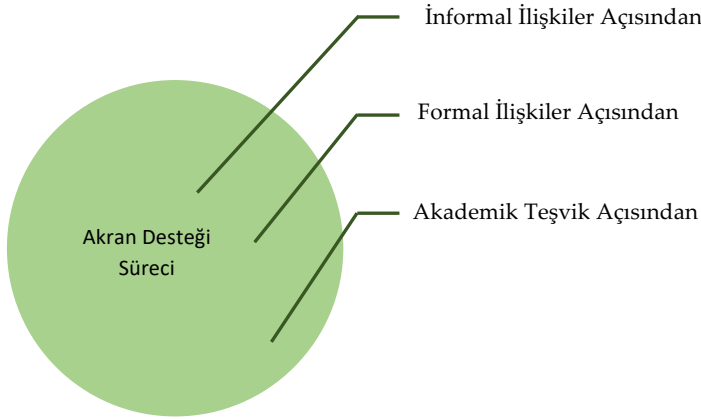 İnformal İlişkiler Açısından
Formal İlişkiler Açısından
Akademik Teşvik Açısından
Akran Desteği
Süreci